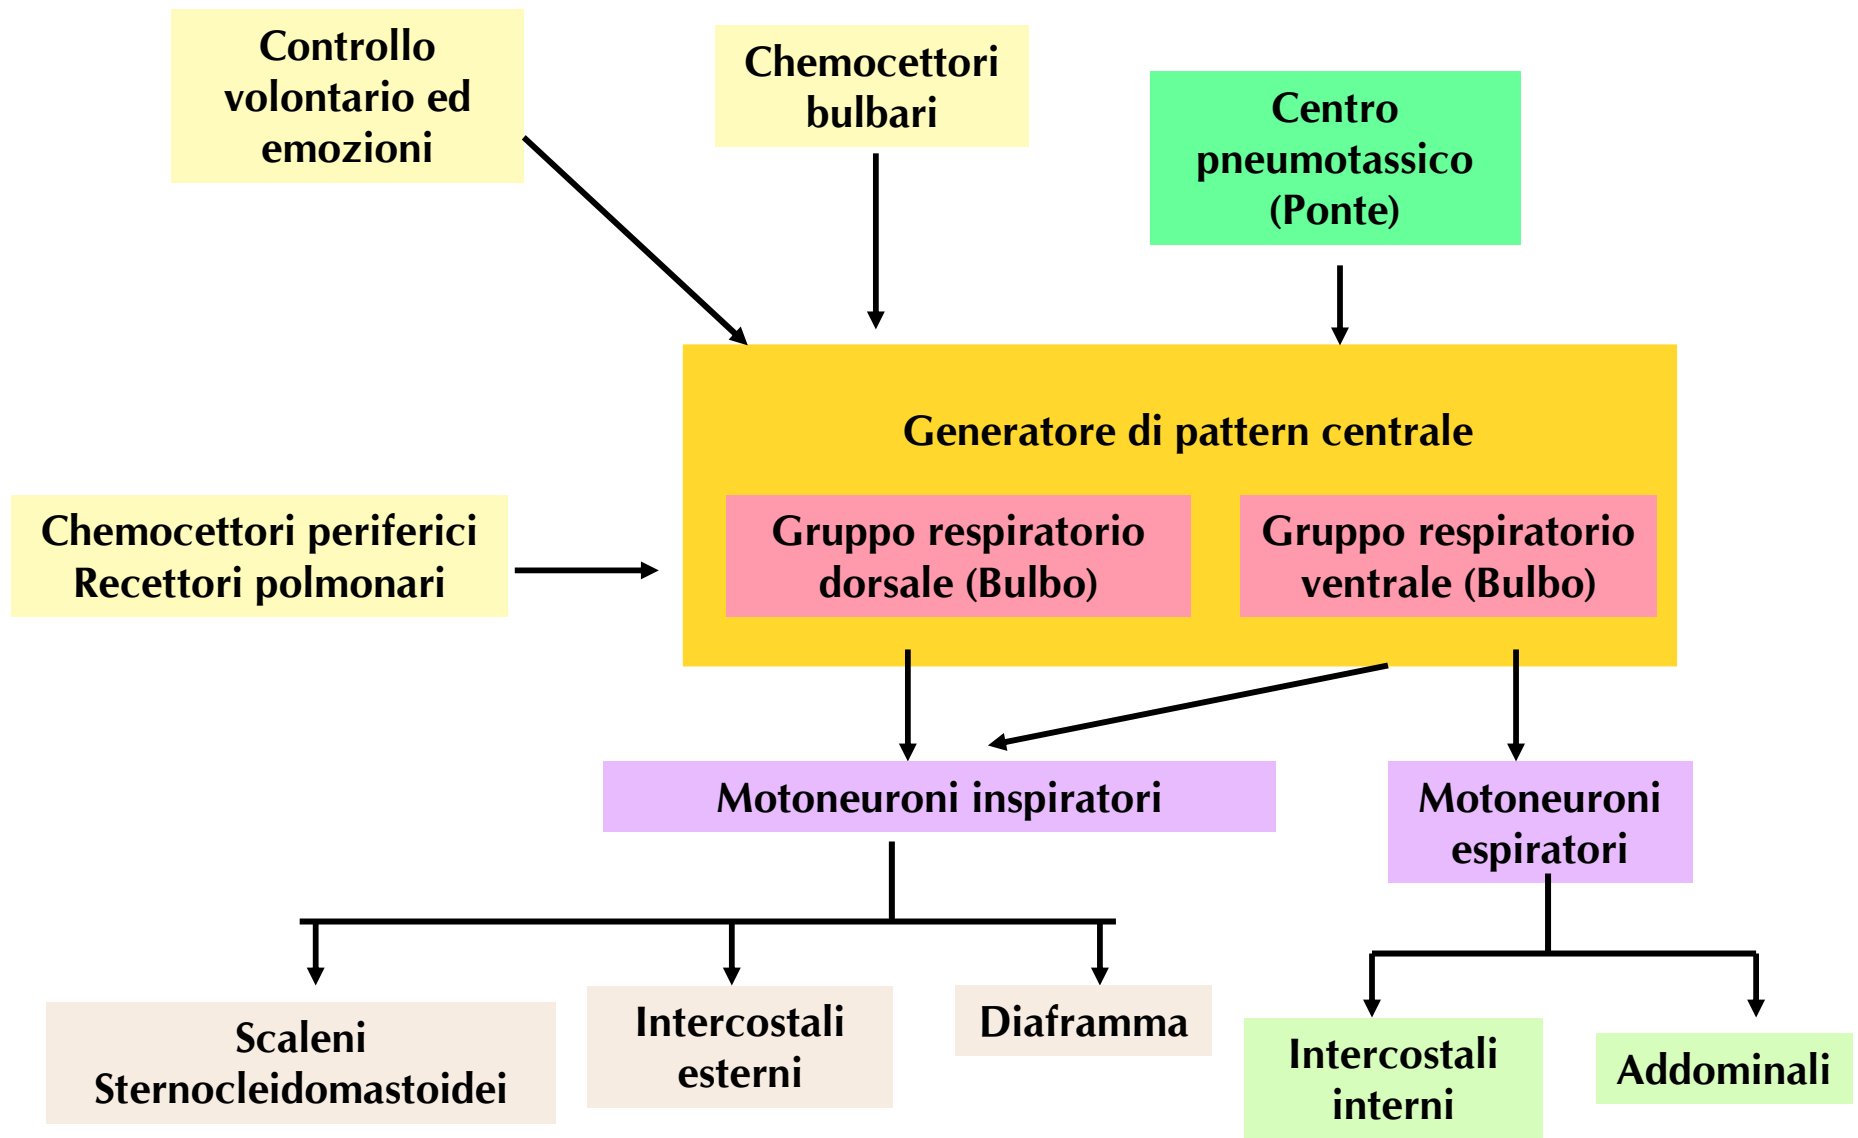 Controllo
volontario ed
emozioni
Chemocettori
bulbari
Centro
pneumotassico
(Ponte)
Generatore di pattern centrale
Chemocettori periferici
Recettori polmonari
Gruppo respiratorio
dorsale (Bulbo)
Gruppo respiratorio
ventrale (Bulbo)
Motoneuroni inspiratori
Motoneuroni
espiratori
Scaleni
Sternocleidomastoidei
Intercostali
esterni
Diaframma
Intercostali
interni
Addominali